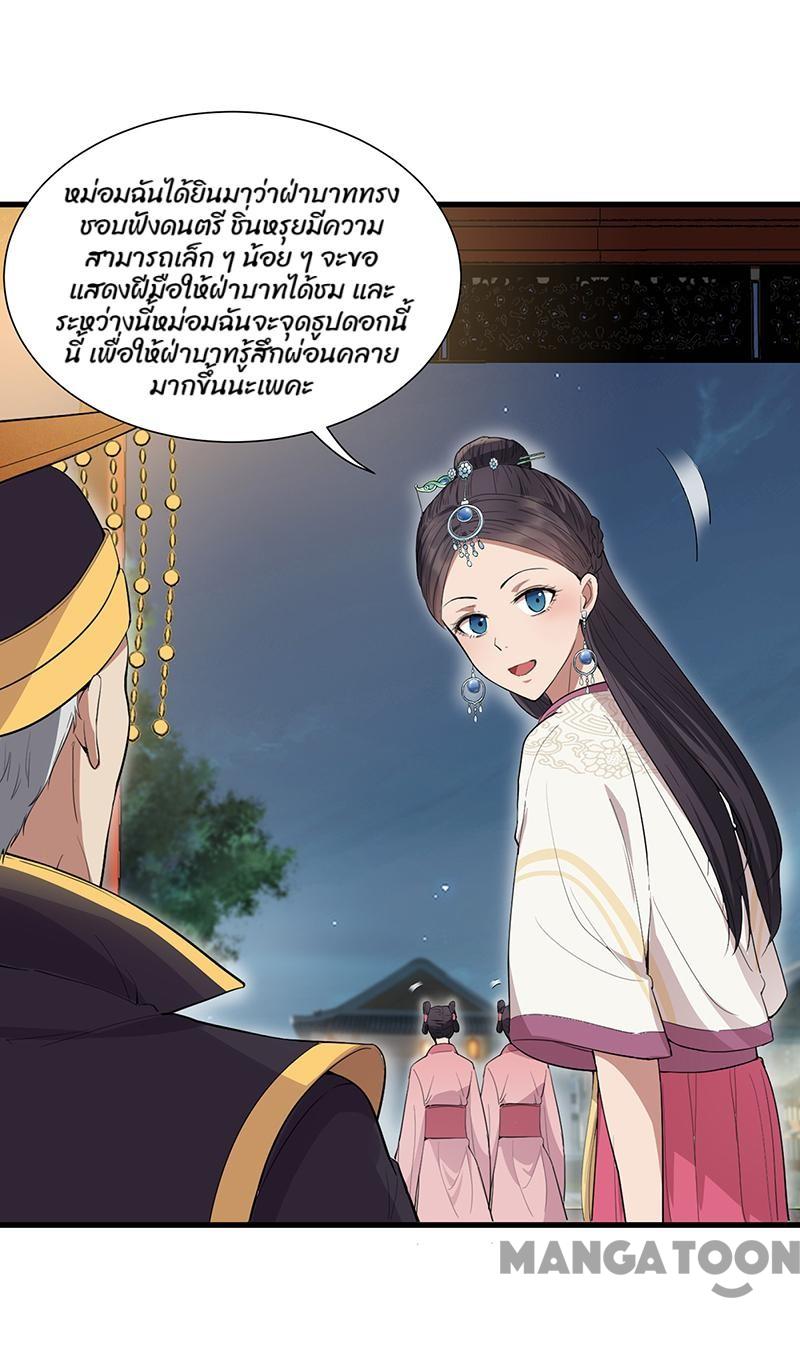 หม่อมฉันได้ยินมาว่าฝ่าบาททรง
ชอบฟังดนตรี ชิ่นหรุยมีความ
สามารถเล็ก ๆ น้อย ๆ จะขอ
แสดงฝีมือให้ฝ่าบาทได้ชม และ
ระหว่างนี้หม่อมฉันจะจุดธูปดอกนี้
นี้ เพื่อให้ฝ่าบาทรู้สึกผ่อนคลาย
มากขึ้นนะเพคะ
MANGATOON